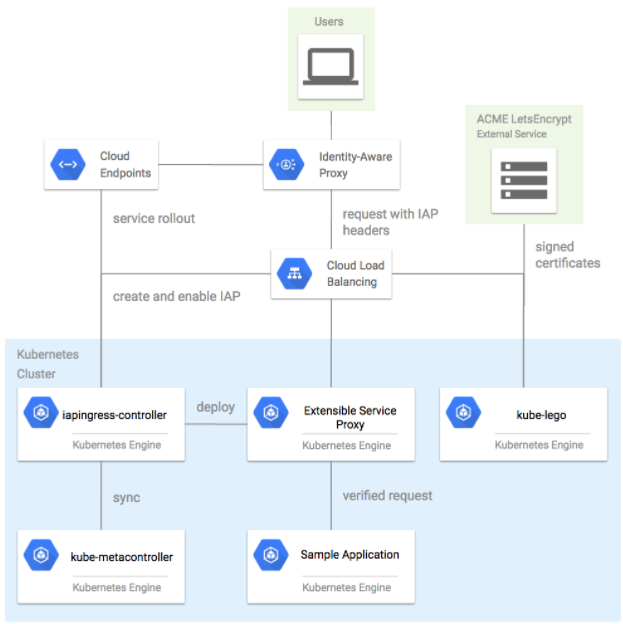 Users
ACME LetsEncrypt
External Service
Cloud
Endpoints
Identity-Aware
Proxy
service rollout
request with IAP
headers
signed
certificates
Cloud Load
Balancing
create and enable IAP
Kubernetes
Cluster
iapingress-controller
Kubernetes Engine
deploy
Extensible Service
Proxy
Kubernetes Engine
kube-lego
Kubernetes Engine
sync
verified request
kube-metacontroller
Kubernetes Engine
Sample Application
Kubernetes Engine